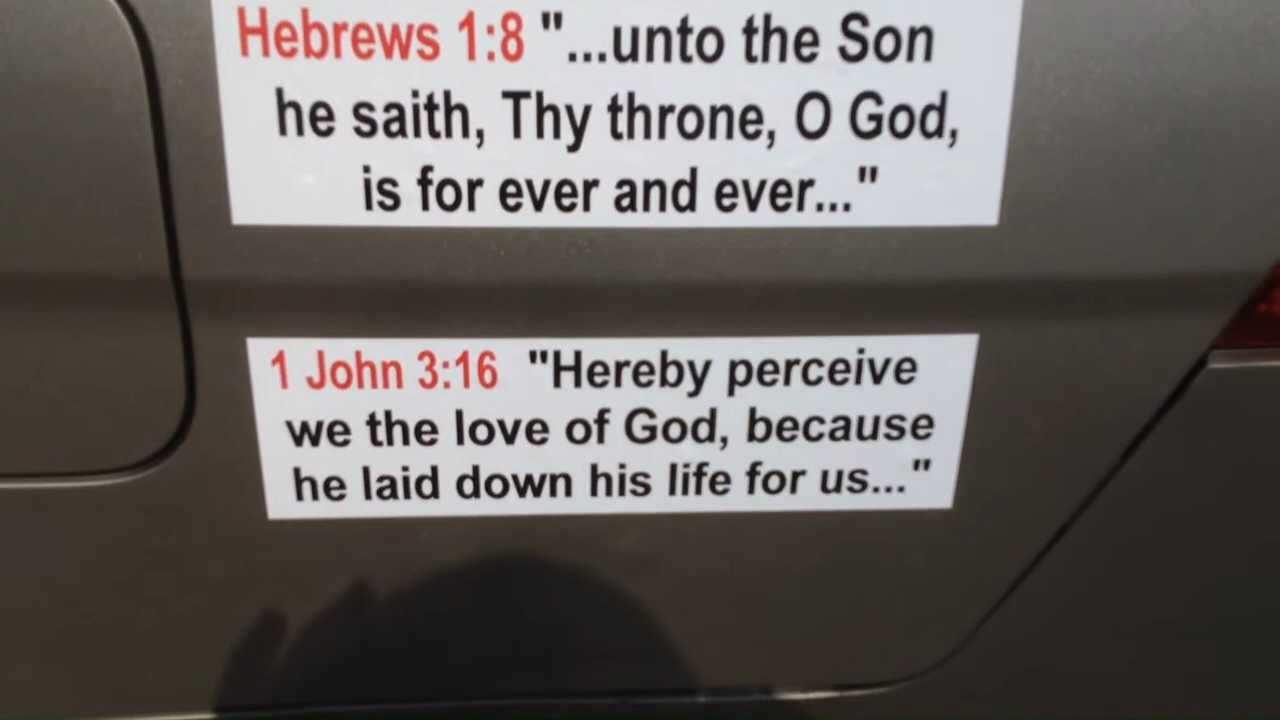 Hebrews 1:8 "...unto the Son
he saith, Thy throne, O God,
is for ever and ever..."
1 John 3:16 "Hereby perceive
we the love of God, because
he laid down his life for us..."